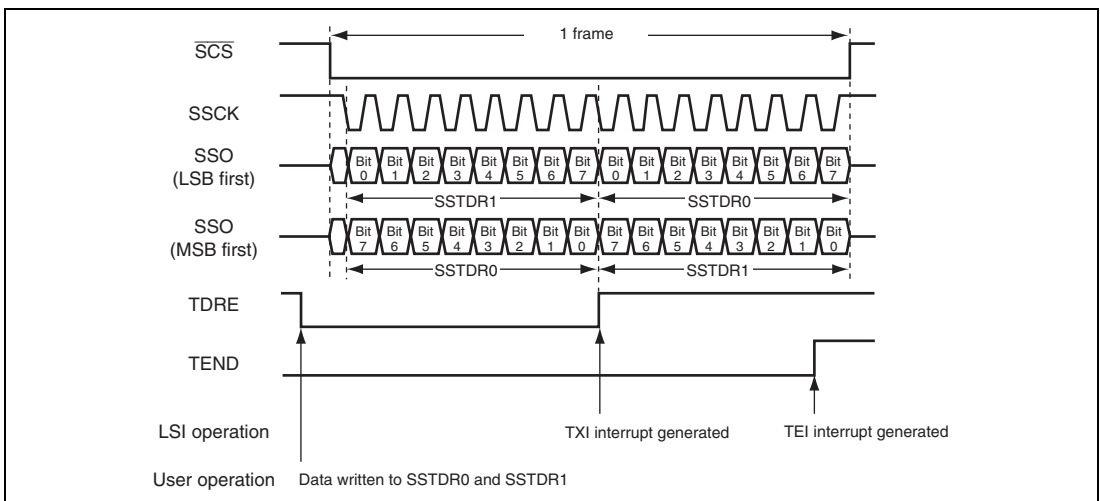 1 frame
SCS
SSCK
SSO
(LSB first)
Bit 0 Bit 1 Bit 2 Bit 3 Bit 4 Bit 5 Bit 6 Bit 7 Bit 0 Bit 1 Bit 2 Bit 3 Bit 4 Bit 5 Bit 6 Bit 7
SSTDR1 SSTDR0
SSO
(MSB first)
Bit 7 Bit 6 Bit 5 Bit 4 Bit 3 Bit 2 Bit 1 Bit 0 Bit 7 Bit 6 Bit 5 Bit 4 Bit 3 Bit 2 Bit 1 Bit 0
SSTDR0 SSTDR1
TDRE
TEND
LSI operation TXI interrupt generated TEI interrupt generated
User operation Data written to SSTDR0 and SSTDR1